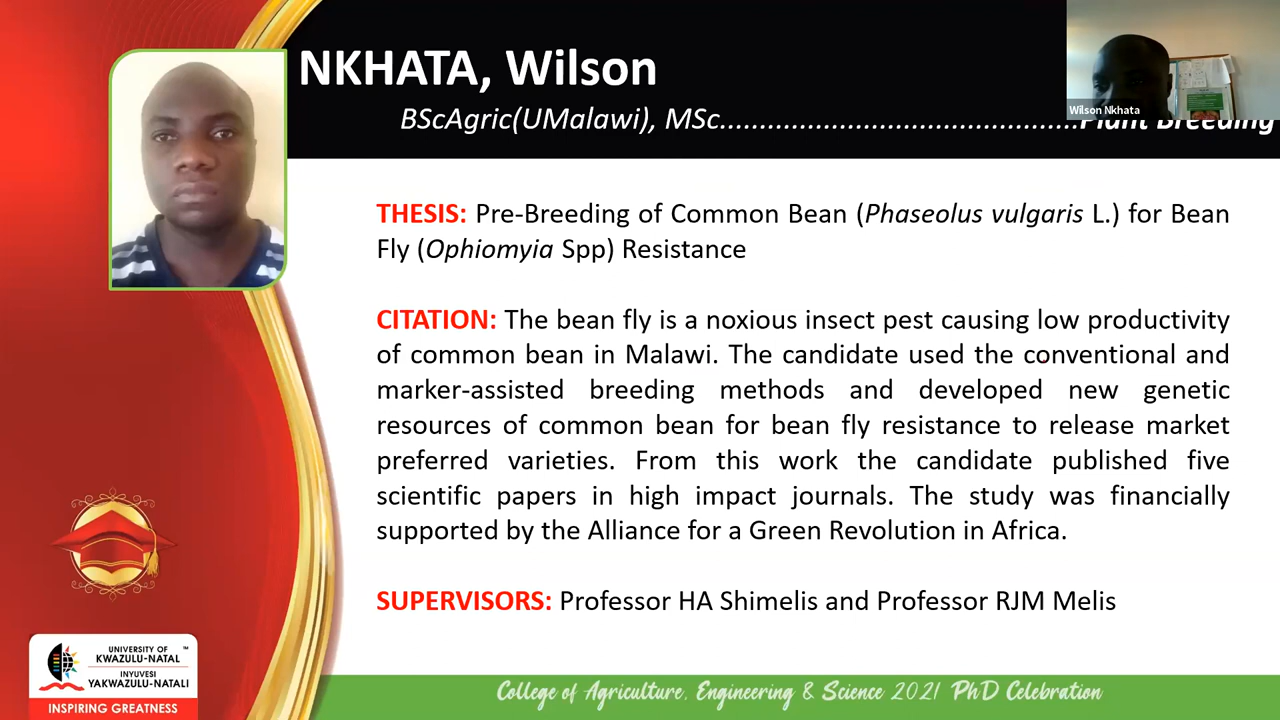 NKHATA, Wilson
BScAgric(UMalawi), MSc..............................................Plant Breeding
Wilson Nkhata
THESIS: Pre-Breeding of Common Bean (Phaseolus vulgaris L.) for Bean
Fly (Ophiomyia Spp) Resistance
CITATION: The bean fly is a noxious insect pest causing low productivity
of common bean in Malawi. The candidate used the conventional and
marker-assisted breeding methods and developed new genetic
resources of common bean for bean fly resistance to release market
preferred varieties. From this work the candidate published five
scientific papers in high impact journals. The study was financially
supported by the Alliance for a Green Revolution in Africa.
SUPERVISORS: Professor HA Shimelis and Professor RJM Melis
UNIVERSITY OF ™
KWAZULU-NATAL
INYUVESI
YAKWAZULU-NATALI
INSPIRING GREATNESS
College of Agriculture, Engineering & Science 2021 PhD Celebration